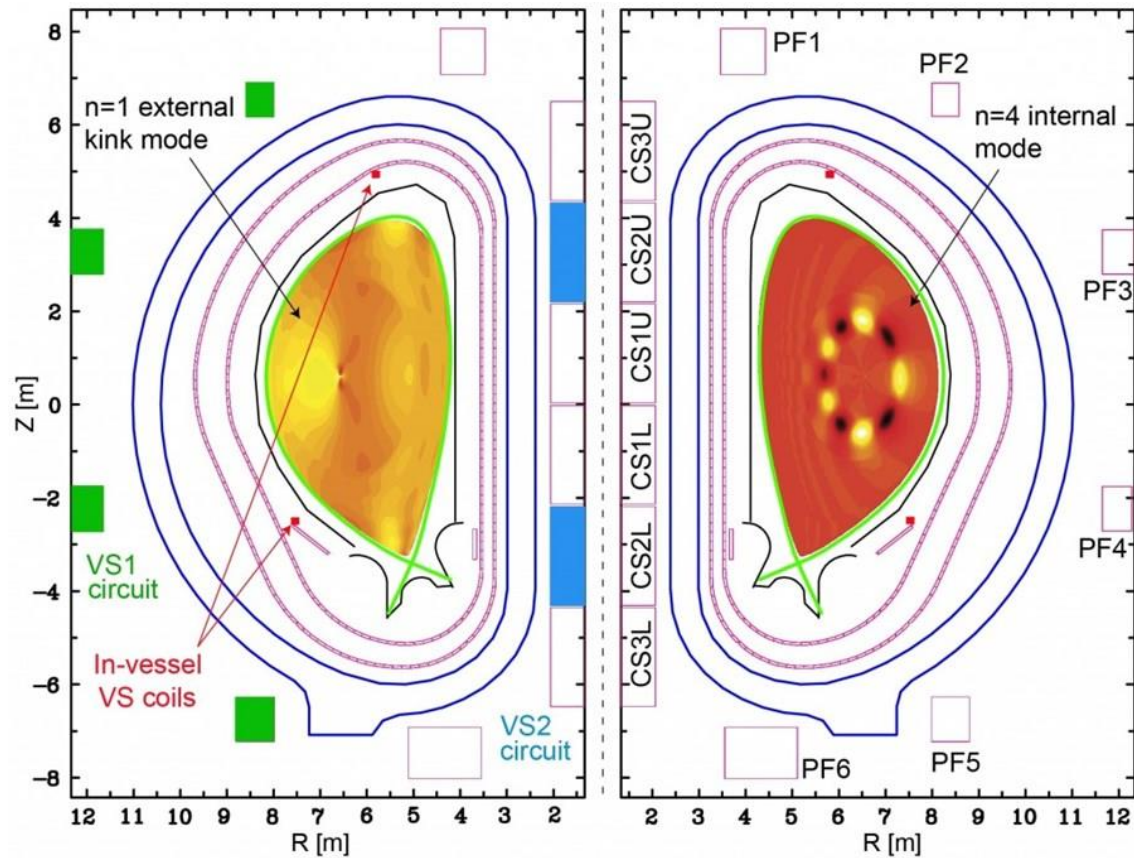 8
6
4
2
0
−2
−4
−6
−8
Z [m]
n=1 external
kink mode
VS1
circuit
In-vessel
VS coils
VS2
circuit
12 11 10 9 8 7 6 5 4 3 2
R [m]
PF1
PF2
n=4 internal
mode
CS3U
CS2U
CS1U
CS1L
CS2L
CS3L
PF3
PF4
PF5
PF6
2 3 4 5 6 7 8 9 10 11 12
R [m]